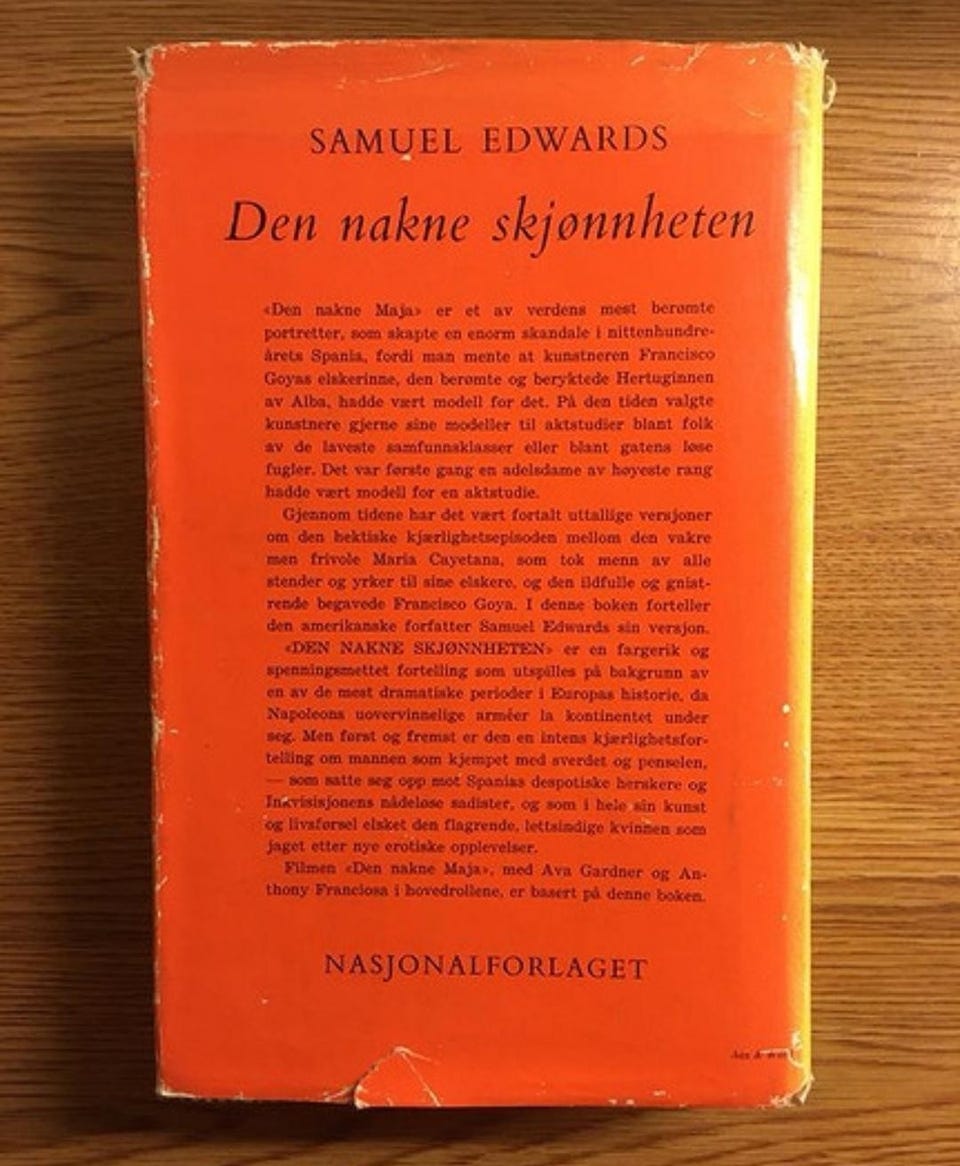 SAMUEL EDWARDS
Den nakne skjønnheten
«Den nakne Maja» er et av verdens mest berømte
portretter, som skapte en enorm skandale i nittenhundre-
årets Spania, fordi man mente at kunstneren Francisco
Goyas elskerinne, den berømte og beryktede Hertuginnen
av Alba, hadde vært modell for det. På den tiden valgte
kunstnere gjerne sine modeller til aktstudier blant folk
av de laveste samfunnsklasser eller blant gatens løse
fugler. Det var første gang en adelsdame av høyeste rang
hadde vært modell for en aktstudie.
Gjennom tidene har det vært fortalt uttallige versjoner
om den hektiske kjærlighetsepisoden mellom den vakre
men frivole Maria Cayetana, som tok menn av alle
stender og yrker til sine elskere, og den ildfulle og gnist-
rende begavede Francisco Goya. I denne boken forteller
den amerikanske forfatter Samuel Edwards sin versjon.
«DEN NAKNE SKJØNNHETEN» er en fargerik og
spenningsmettet fortelling som utspilles på bakgrunn av
en av de mest dramatiske perioder i Europas historie, da
Napoleons uovervinnelige arméer la kontinentet under
seg. Men først og fremst er den en intens kjærlighetsfor-
telling om mannen som kjempet med sverdet og penselen,
— som satte seg opp mot Spanias despotiske herskere og
Inkvisisjonens nådeløse sadister, og som i hele sin kunst
og livsførsel elsket den flagrende, lettsindige kvinnen som
jaget etter nye erotiske opplevelser.
Filmen «Den nakne Maja», med Ava Gardner og An-
thony Franciosa i hovedrollene, er basert på denne boken.
NASJONALFORLAGET